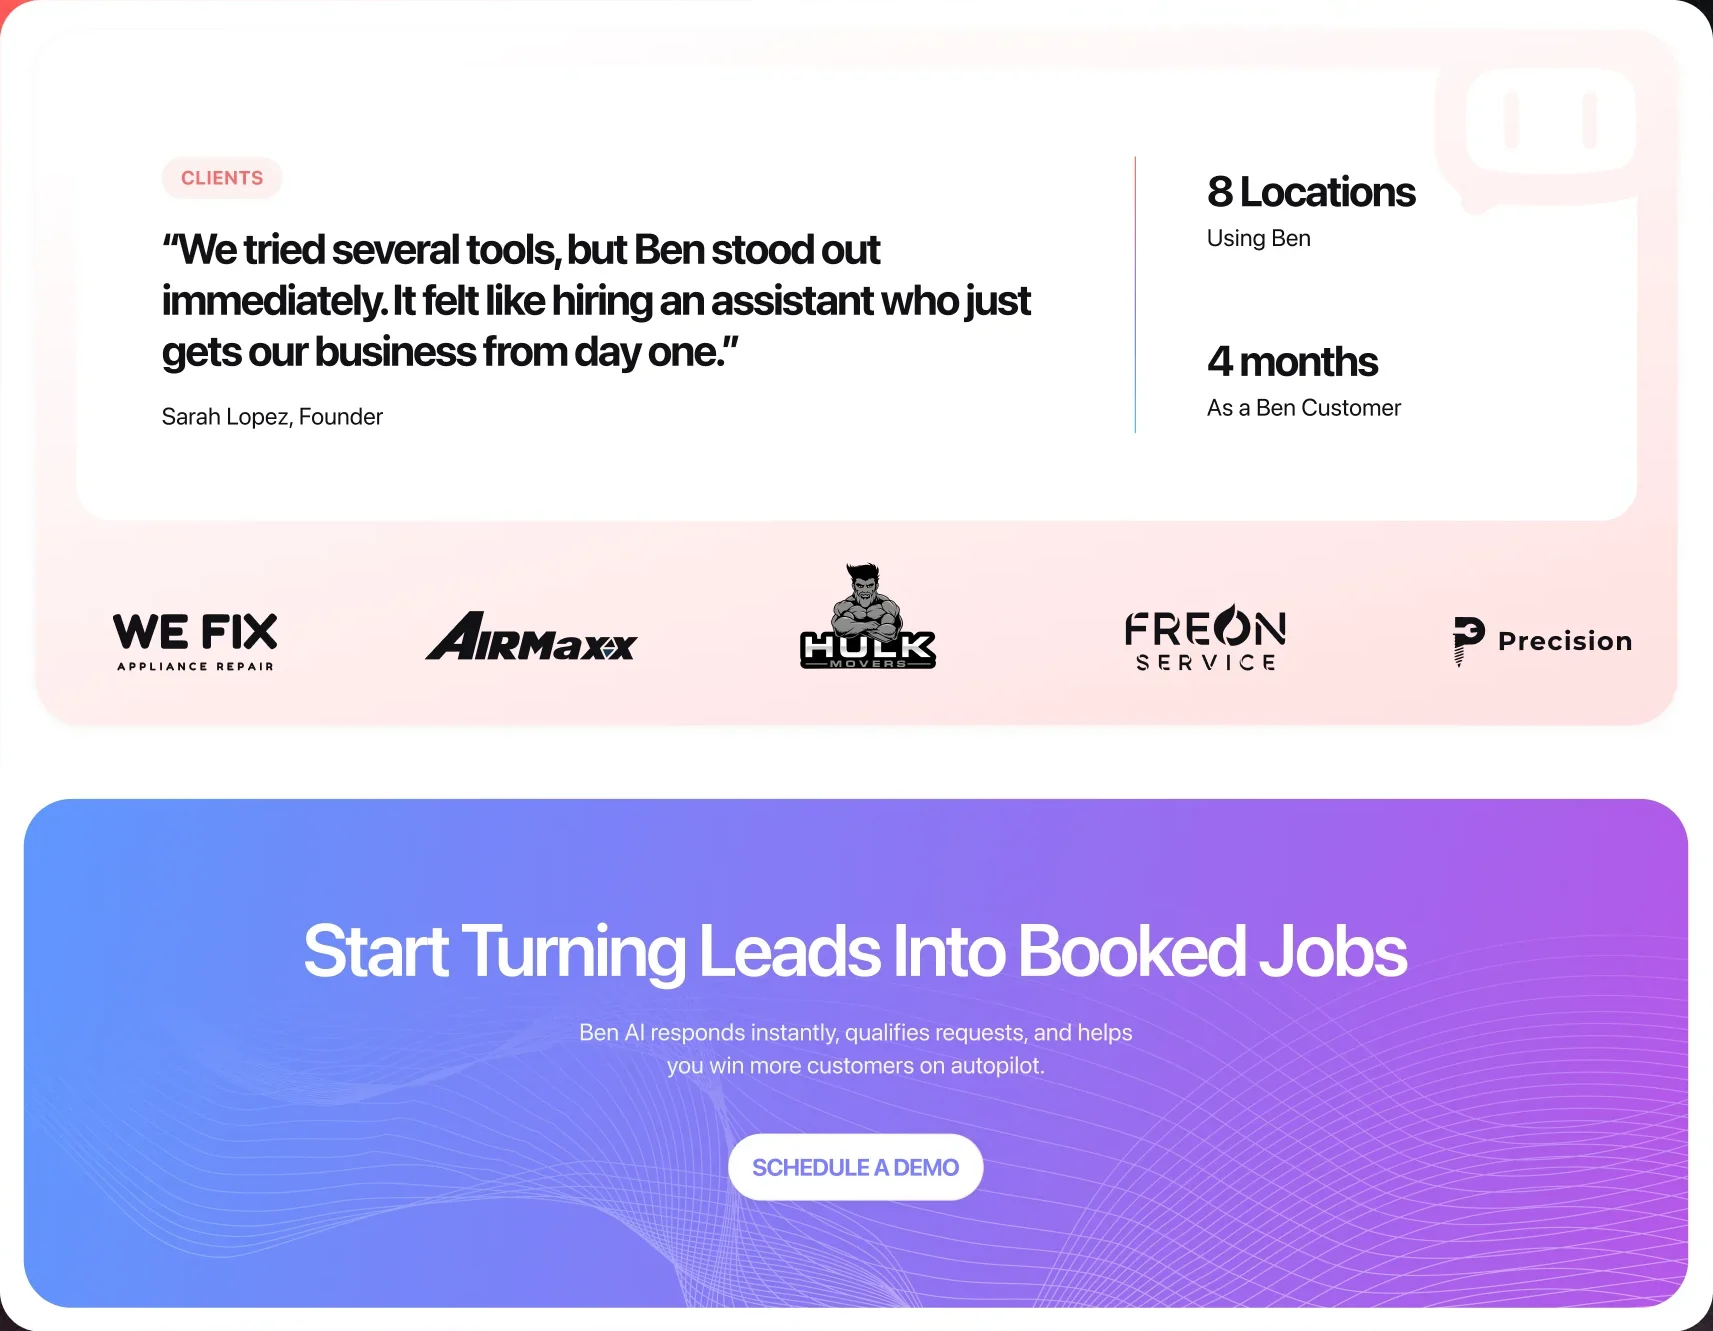 CLIENTS
“We tried several tools, but Ben stood out
immediately. It felt like hiring an assistant who just
gets our business from day one.”
Sarah Lopez, Founder
8 Locations
Using Ben
4 months
As a Ben Customer
WE FIX
APPLIANCE REPAIR
AIRMaxx
HULK
MOVERS
FREON
SERVICE
Precision
Start Turning Leads Into Booked Jobs
Ben AI responds instantly, qualifies requests, and helps
you win more customers on autopilot.
SCHEDULE A DEMO